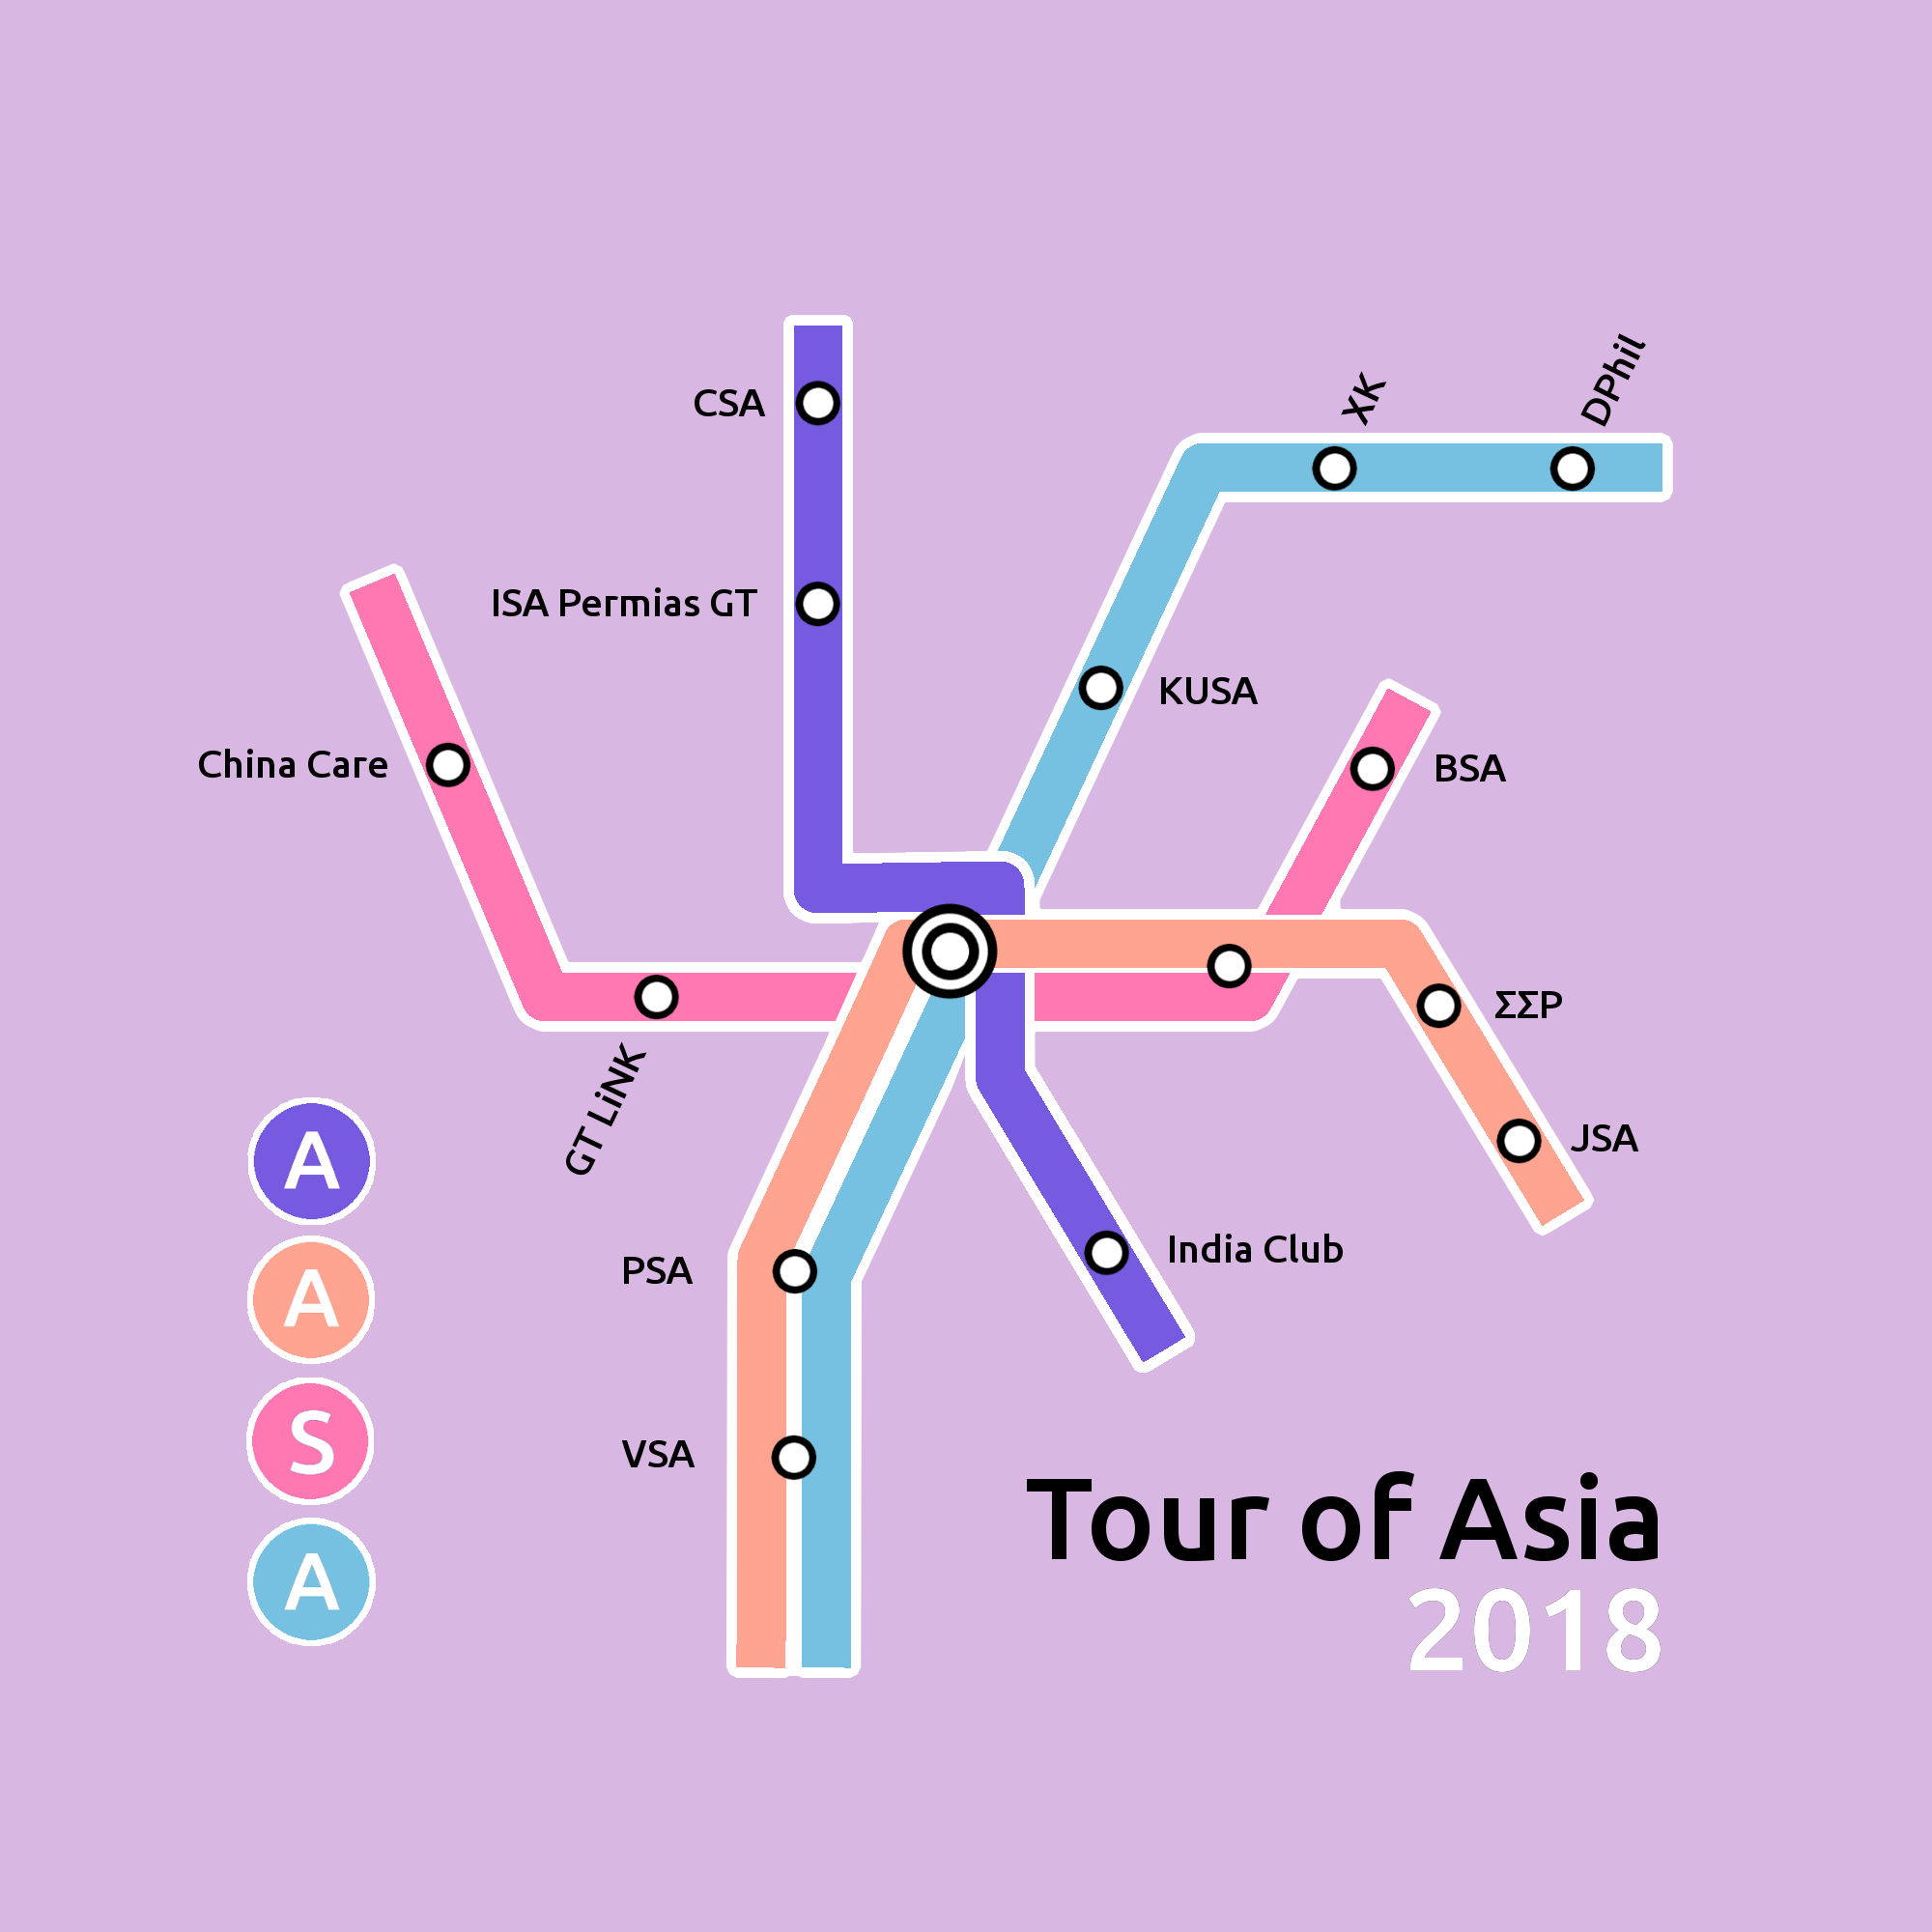 DPhil
XK
CSA
ISA Permias GT
KUSA
China Care
BSA
ΣΣP
GT LiNK
JSA
A
India Club
PSA
A
S
VSA
Tour of Asia
A
2018